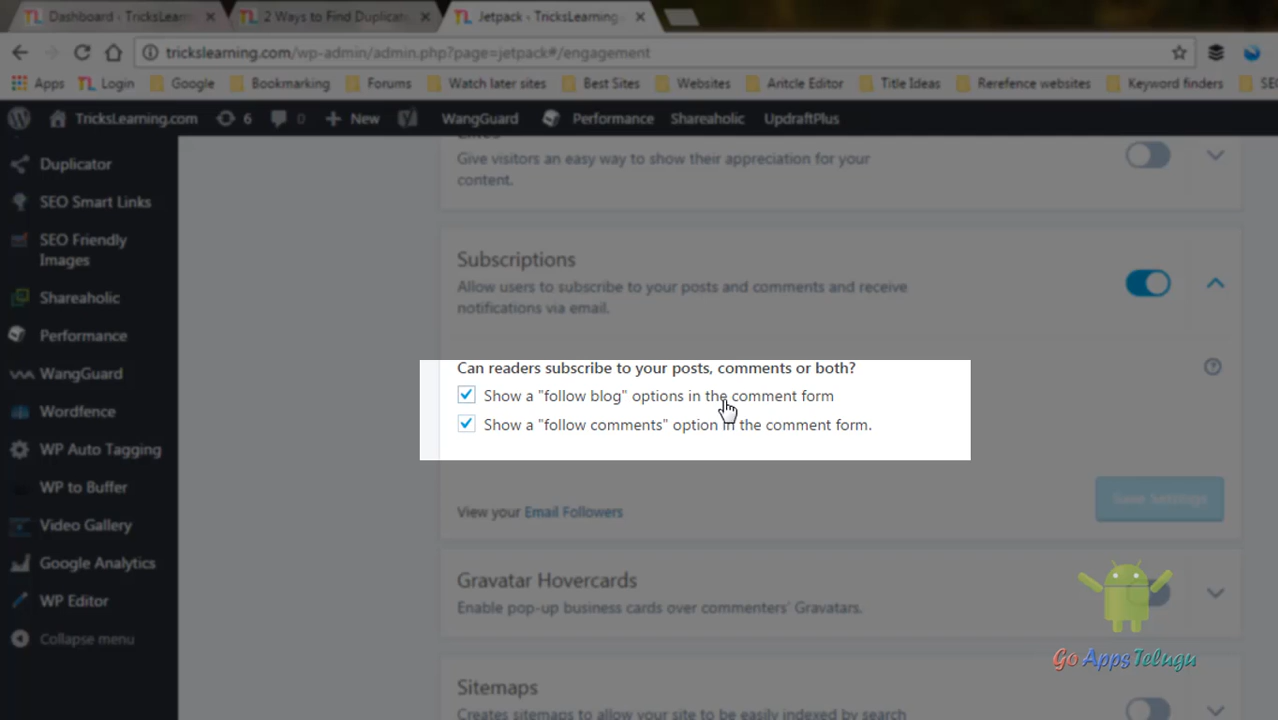 Dashboard ‹ TricksLearning
2 Ways to Find Duplicate
Jetpack ‹ TricksLearning
trickslearning.com/wp-admin/admin.php?page=jetpack#/engagement
Apps
Login
Google
Bookmarking
Forums
Watch later sites
Best Sites
Websites
Aritcle Editor
Title Ideas
Rerefence websites
Keyword finders
SEO
TricksLearning.com
6
0
New
WangGuard
Performance
Shareaholic
UpdraftPlus
Duplicator
SEO Smart Links
SEO Friendly
Images
Shareaholic
Performance
WangGuard
Wordfence
WP Auto Tagging
WP to Buffer
Video Gallery
Google Analytics
WP Editor
Collapse menu
Give visitors an easy way to show their appreciation for your
content.
Subscriptions
Allow users to subscribe to your posts and comments and receive
notifications via email.
Can readers subscribe to your posts, comments or both?
Show a "follow blog" options in the comment form
Show a "follow comments" option in the comment form.
View your Email Followers
Save Settings
Gravatar Hovercards
Enable pop-up business cards over commenters' Gravatars.
Sitemaps
Creates sitemaps to allow your site to be easily indexed by search
Go Apps Telugu